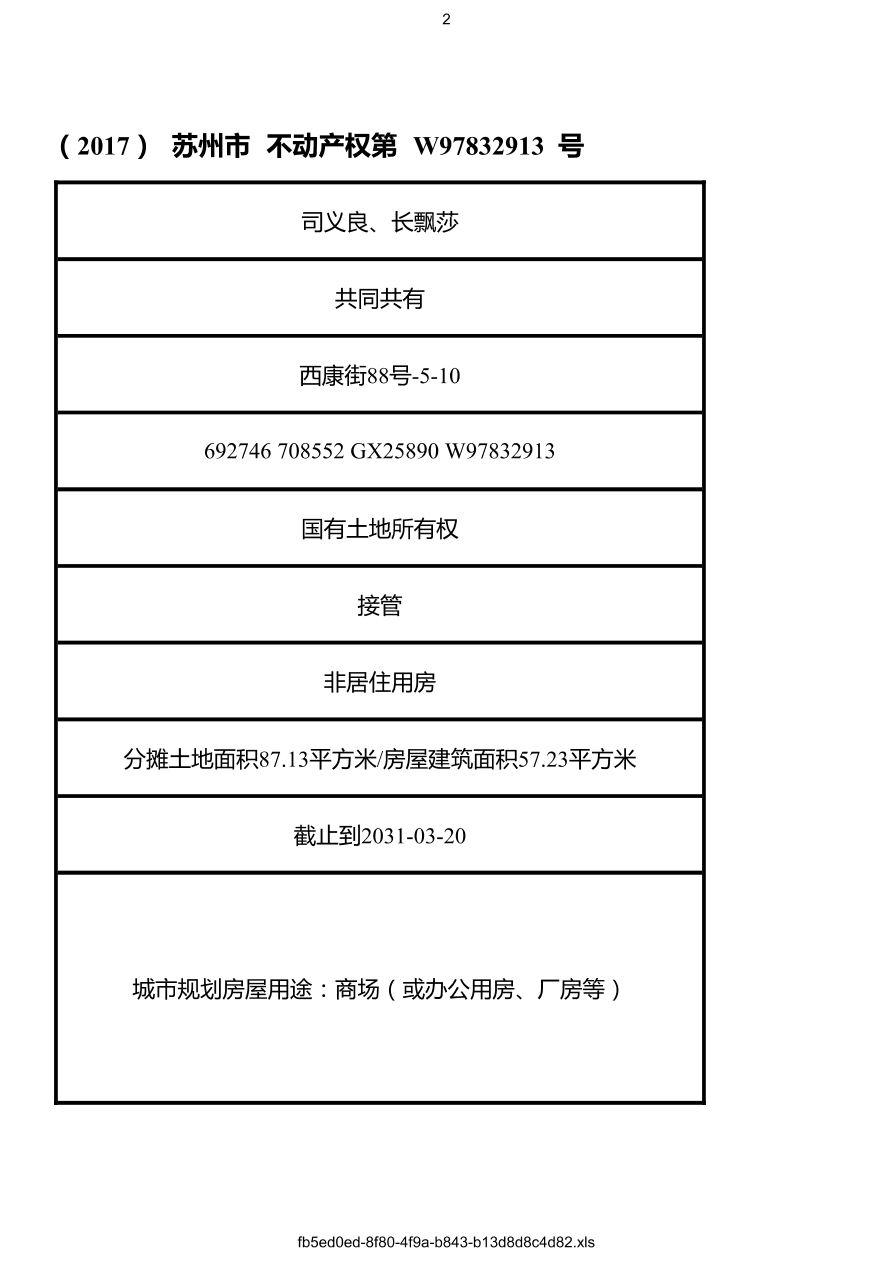 2
（2017） 苏州市 不动产权第 W97832913 号
司义良、长飘莎
共同共有
西康街88号-5-10
692746 708552 GX25890 W97832913
国有土地所有权
接管
非居住用房
分摊土地面积87.13平方米/房屋建筑面积57.23平方米
截止到2031-03-20
城市规划房屋用途：商场（或办公用房、厂房等）
fb5ed0ed-8f80-4f9a-b843-b13d8d8c4d82.xls